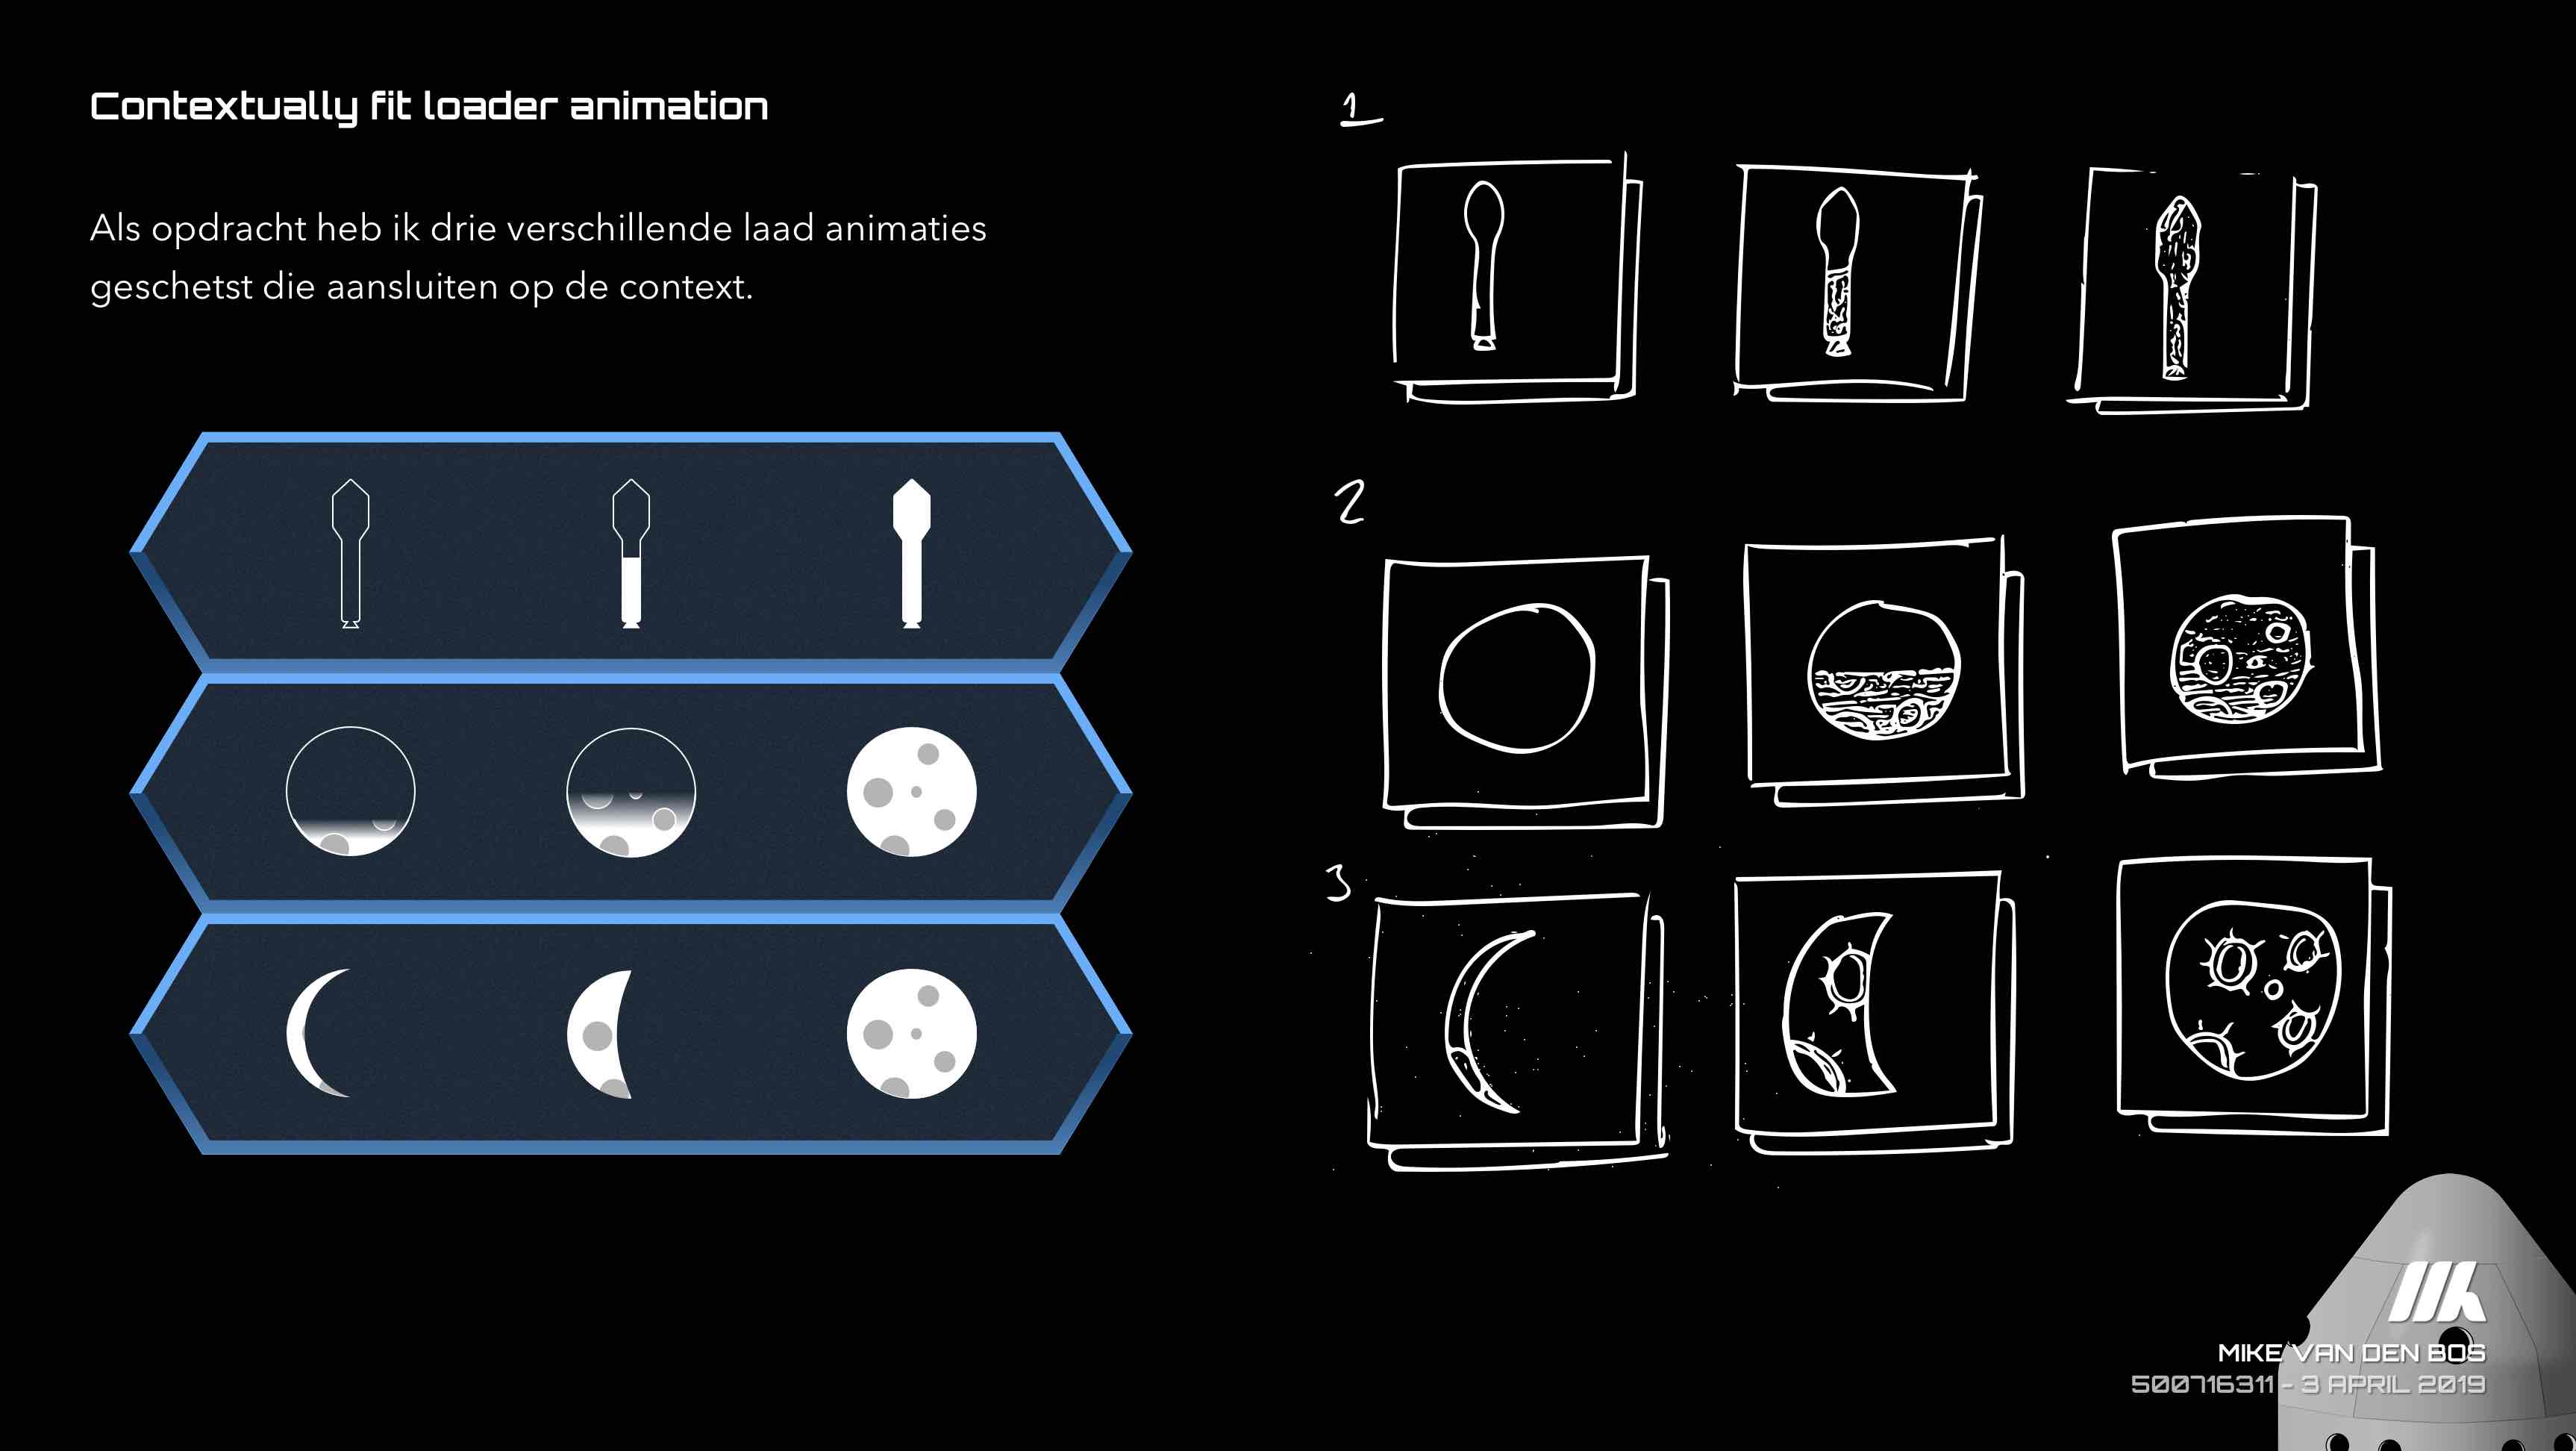 Contextually fit loader animation
Als opdracht heb ik drie verschillende laad animaties
geschetst die aansluiten op de context.
1
2
3
MIKE VAN DEN BOS
500716311 - 3 APRIL 2019